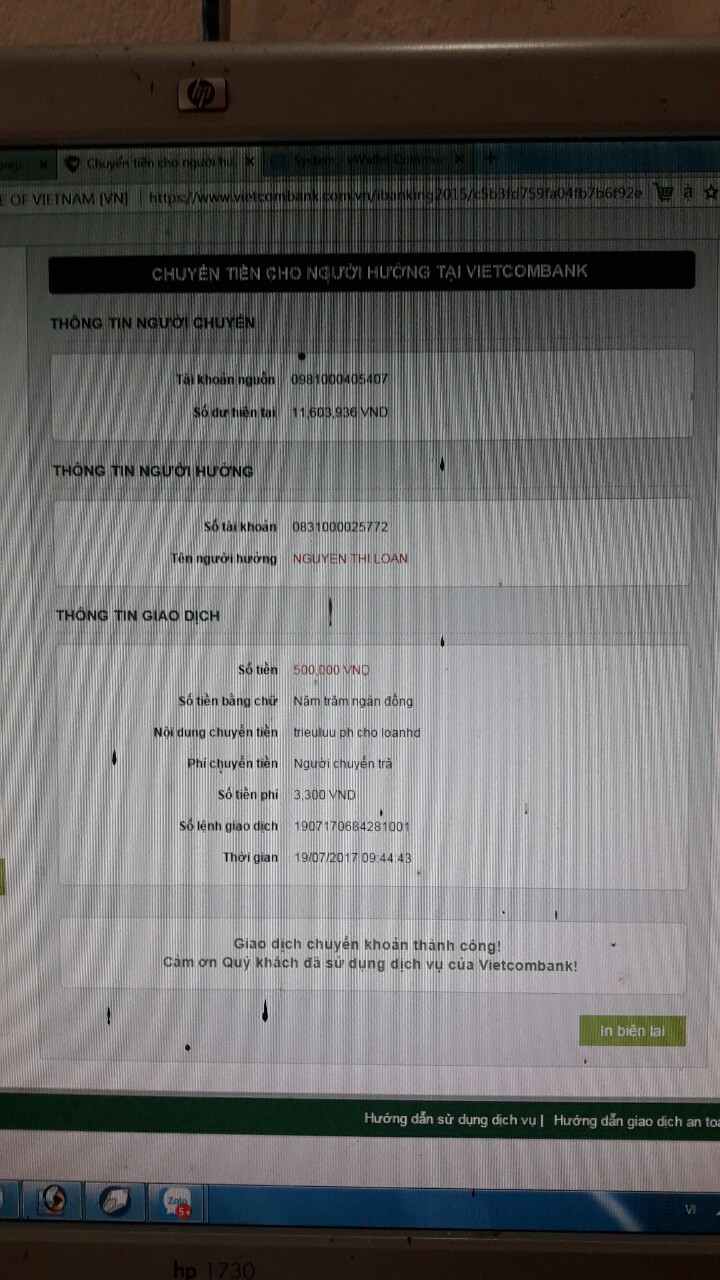 hp
Chuyển tiền cho người hư
System - eWallet Commun
E OF VIETNAM [VN] https://www.vietcombank.com.vn/ibanking2015/c5b3fd759fa04fb7b6f92e
CHUYỂN TIỀN CHO NGƯỜI HƯỞNG TẠI VIETCOMBANK
THÔNG TIN NGƯỜI CHUYỂN
Tài khoản nguồn 0981000405407
Số dư hiện tại 11,603,936 VND
THÔNG TIN NGƯỜI HƯỞNG
Số tài khoản 0831000025772
Tên người hưởng NGUYEN THI LOAN
THÔNG TIN GIAO DỊCH
Số tiền 500,000 VND
Số tiền bằng chữ Năm trăm ngàn đồng
Nội dung chuyển tiền trieuluu ph cho loanhd
Phí chuyển tiền Người chuyển trả
Số tiền phí 3,300 VND
Số lệnh giao dịch 1907170684281001
Thời gian 19/07/2017 09:44:43
Giao dịch chuyển khoản thành công!
Cảm ơn Quý khách đã sử dụng dịch vụ của Vietcombank!
In biên lai
Hướng dẫn sử dụng dịch vụ | Hướng dẫn giao dịch an toà
Zalo 5+
VI
hp 1730